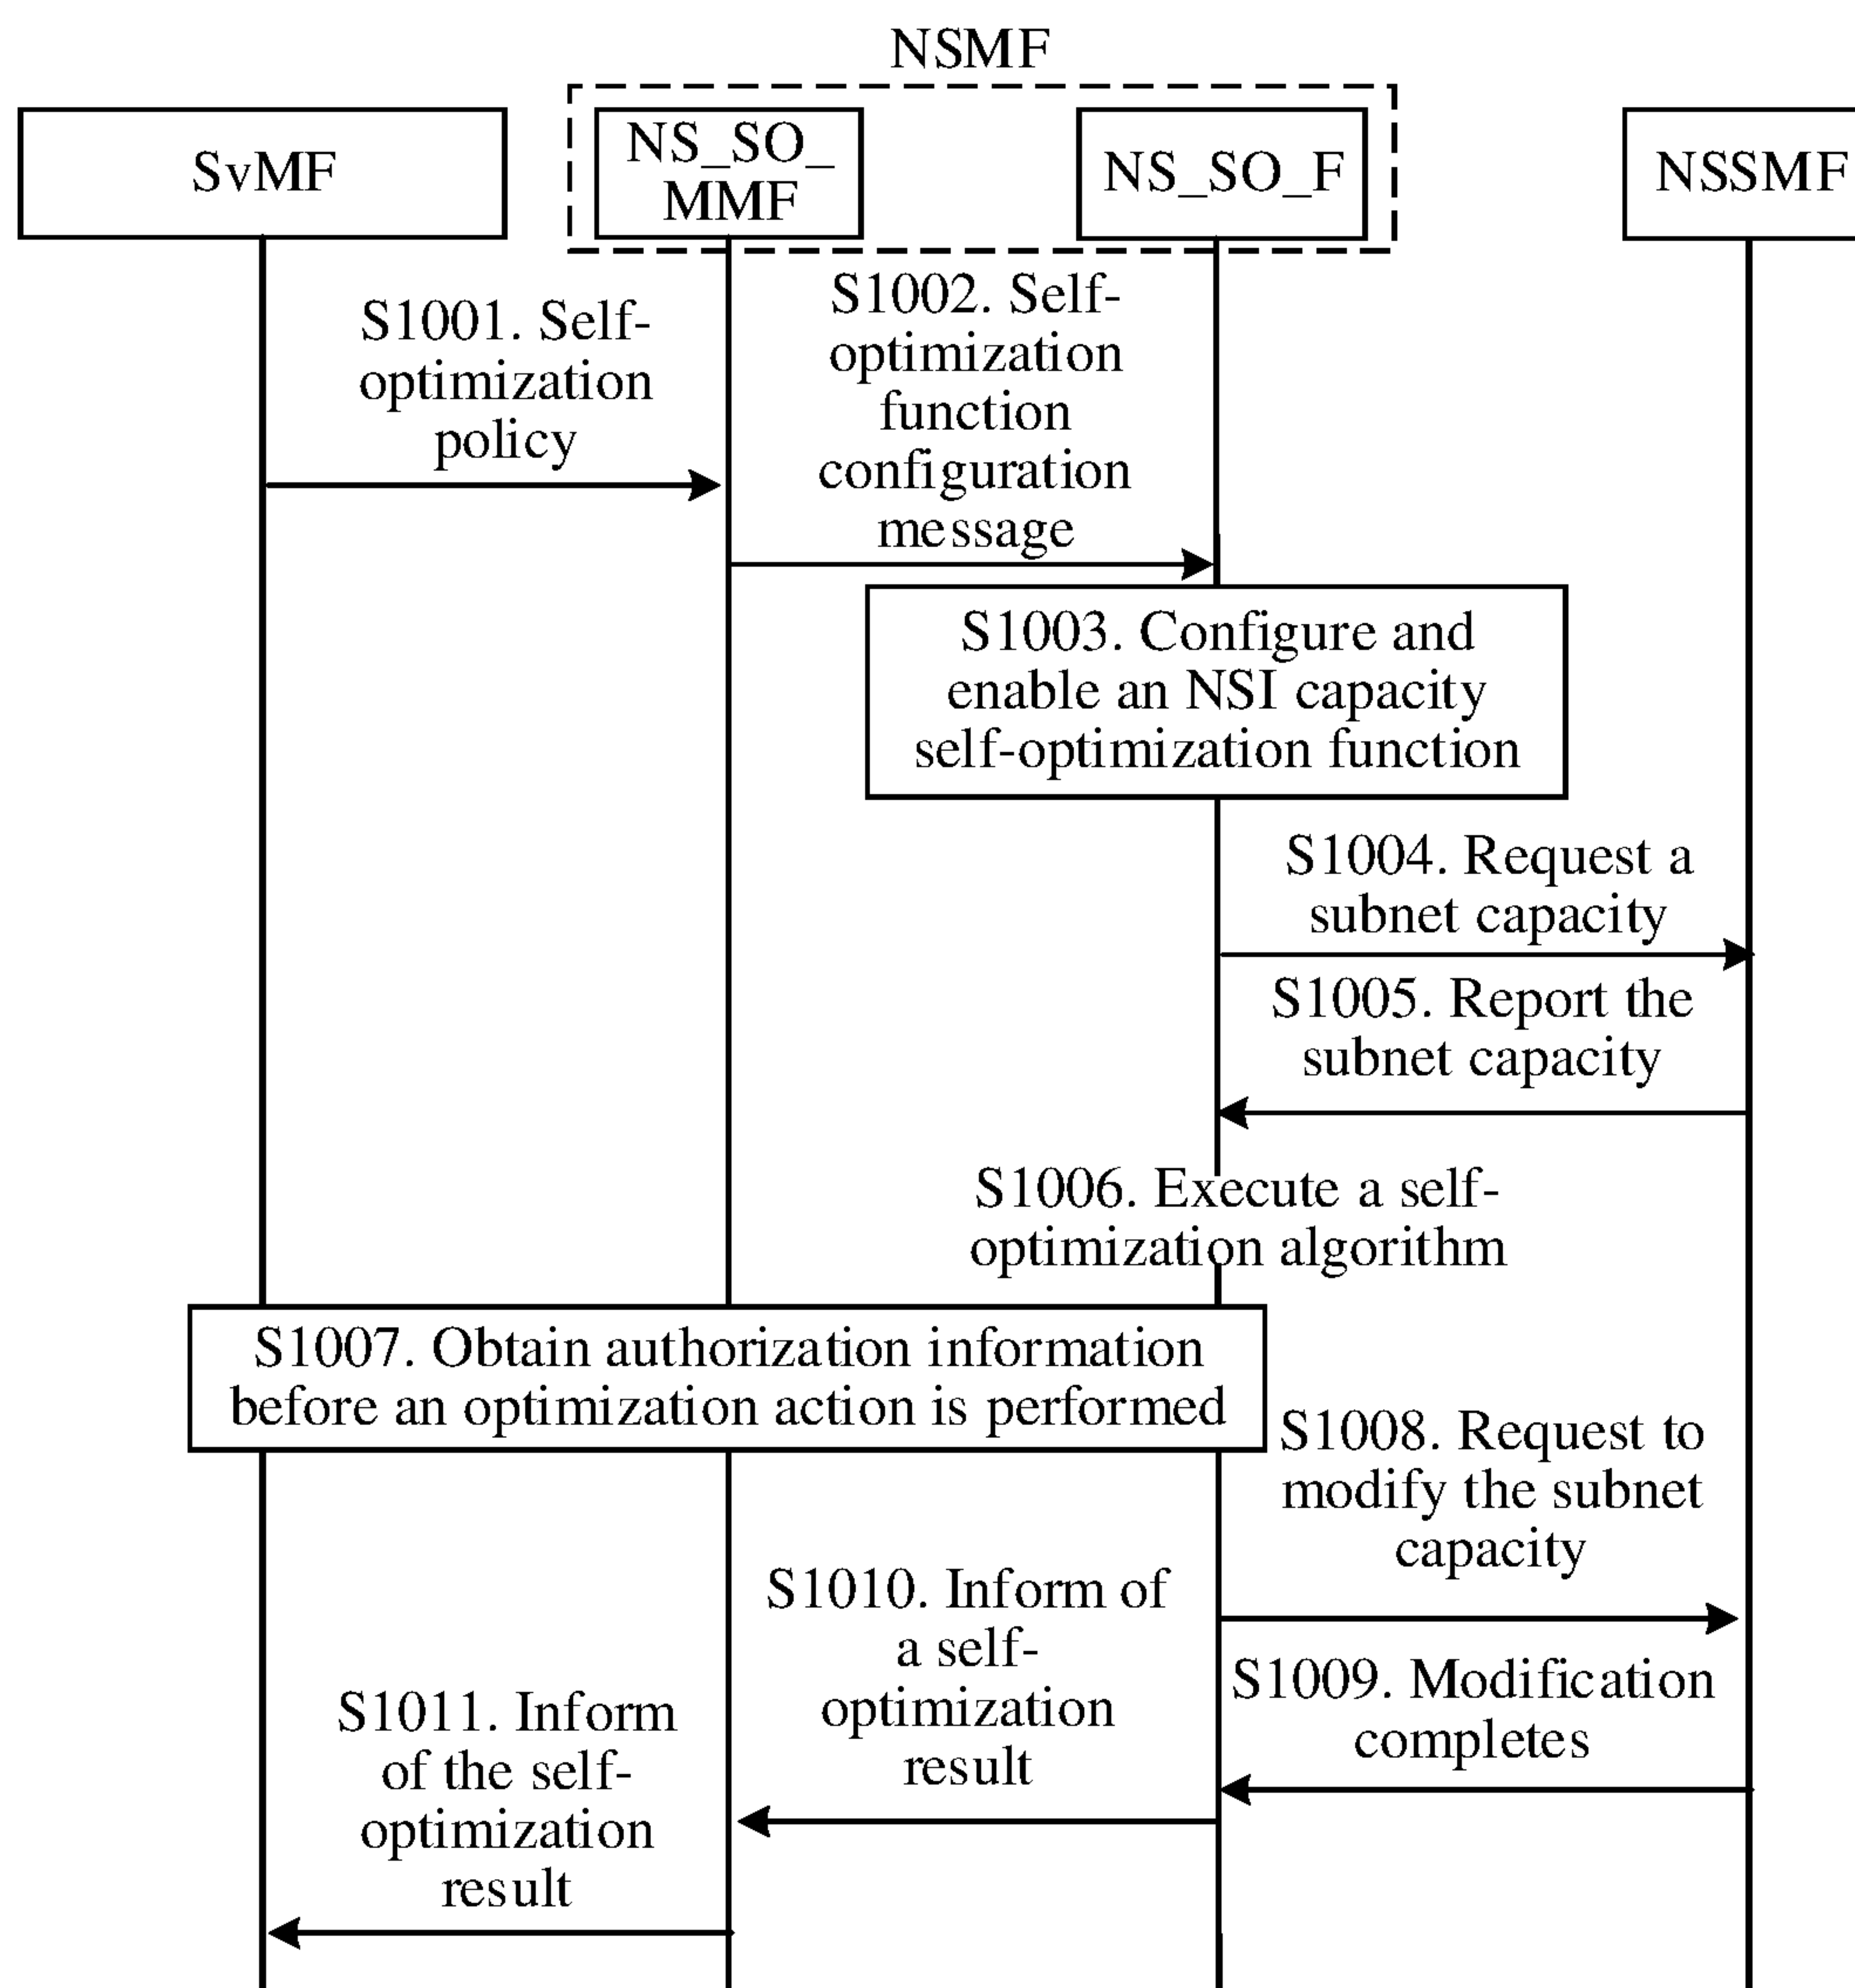 NSMF
SvMF
NS_SO_
MMF
NS_SO_F
NSSMF
S1001. Self-
optimization
policy
S1002. Self-
optimization
function
configuration
message
S1003. Configure and
enable an NSI capacity
self-optimization function
S1004. Request a
subnet capacity
S1005. Report the
subnet capacity
S1006. Execute a self-
optimization algorithm
S1007. Obtain authorization information
before an optimization action is performed
S1008. Request to
modify the subnet
capacity
S1009. Modification
completes
S1010. Inform of
a self-
optimization
result
S1011. Inform
of the self-
optimization
result